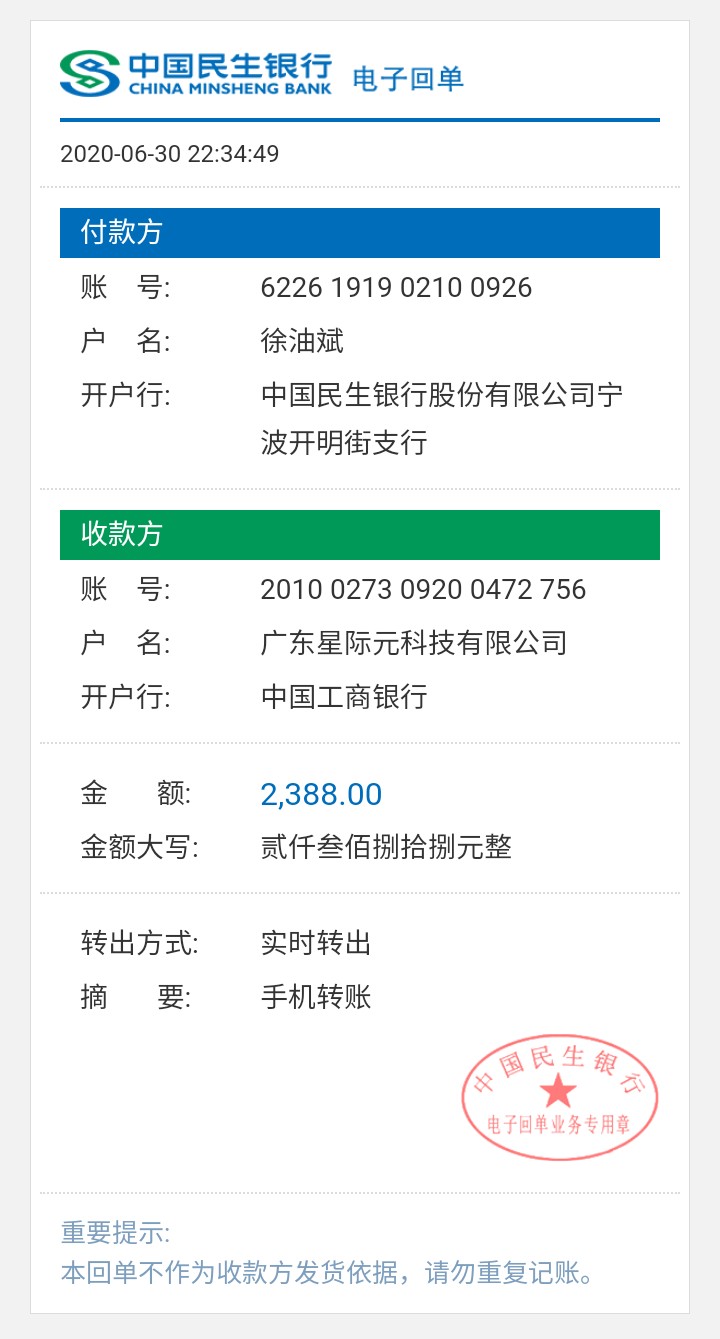 中国民生银行 电子回单
CHINA MINSHENG BANK
2020-06-30 22:34:49
付款方
账 号: 6226 1919 0210 0926
户 名: 徐油斌
开户行: 中国民生银行股份有限公司宁
波开明街支行
收款方
账 号: 2010 0273 0920 0472 756
户 名: 广东星际元科技有限公司
开户行: 中国工商银行
金 额: 2,388.00
金额大写: 贰仟叁佰捌拾捌元整
转出方式: 实时转出
摘 要: 手机转账
中国民生银行
电子回单业务专用章
重要提示:
本回单不作为收款方发货依据，请勿重复记账。